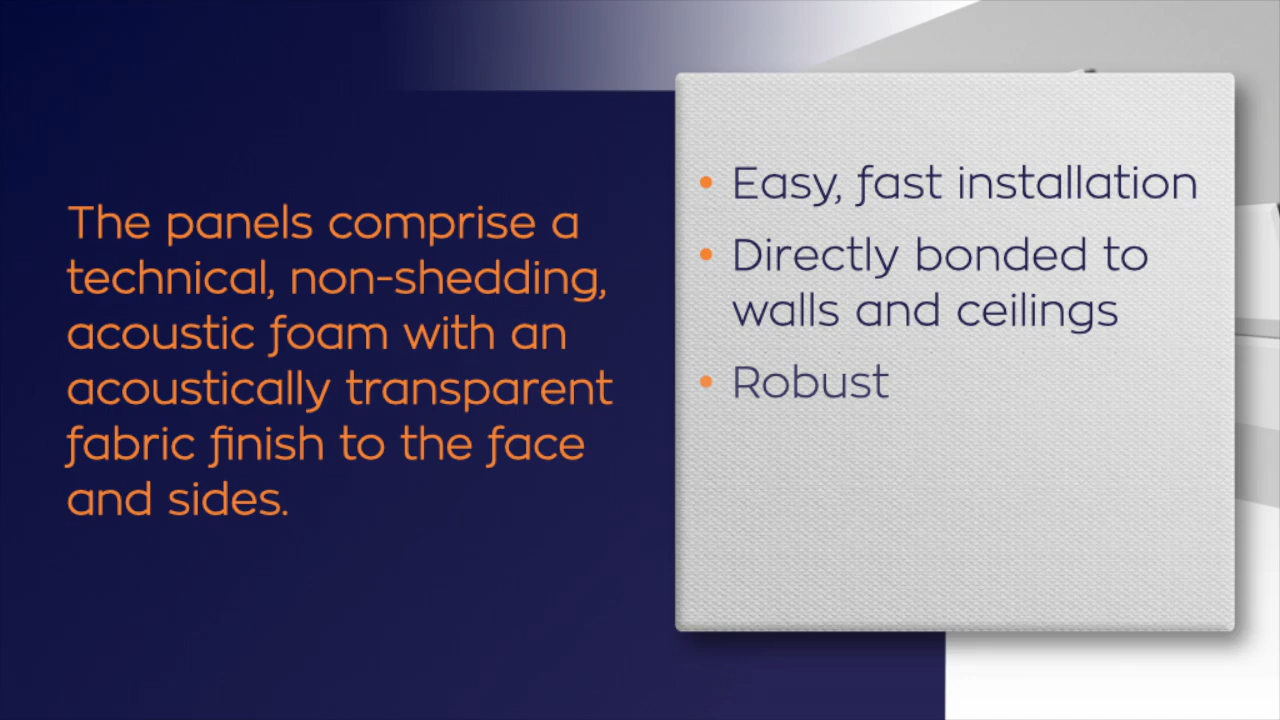 The panels comprise a
technical, non-shedding,
acoustic foam with an
acoustically transparent
fabric finish to the face
and sides.
• Easy, fast installation
• Directly bonded to
walls and ceilings
• Robust